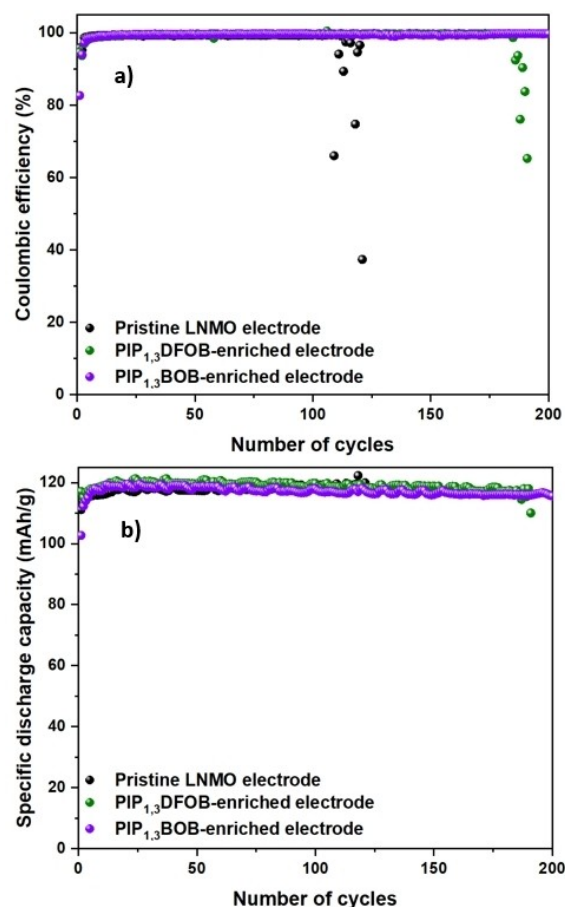 100
80
60
40
20
0
a)
Coulombic efficiency (%)
Pristine LNMO electrode
PIP1,3DFOB-enriched electrode
PIP1,3BOB-enriched electrode
0 50 100 150 200
Number of cycles
120
100
80
60
40
20
0
b)
Specific discharge capacity (mAh/g)
Pristine LNMO electrode
PIP1,3DFOB-enriched electrode
PIP1,3BOB-enriched electrode
0 50 100 150 200
Number of cycles